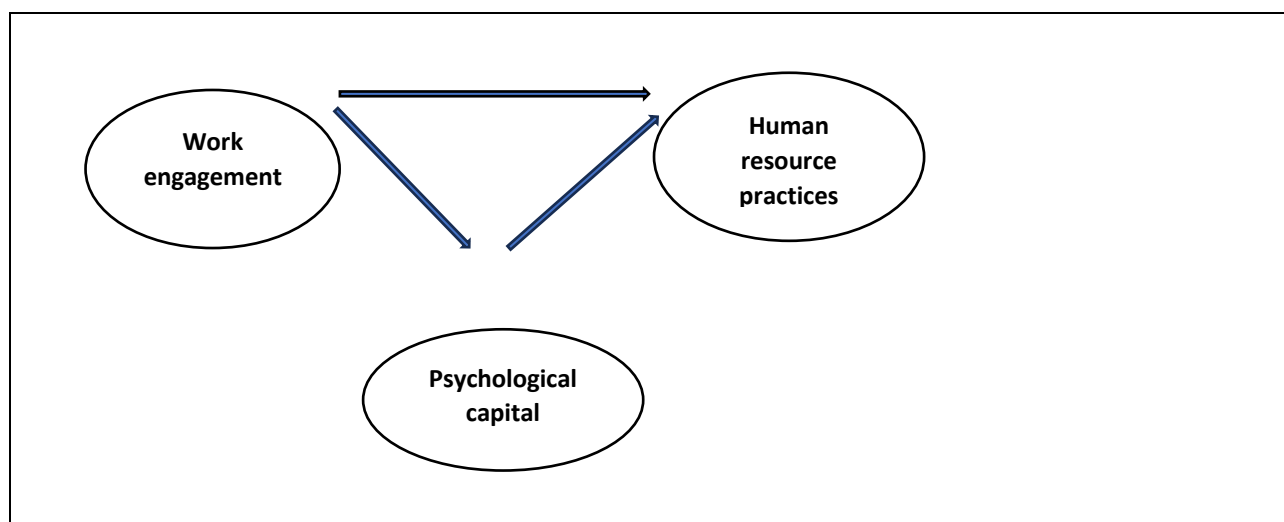 Work
engagement
Human
resource
practices
Psychological
capital